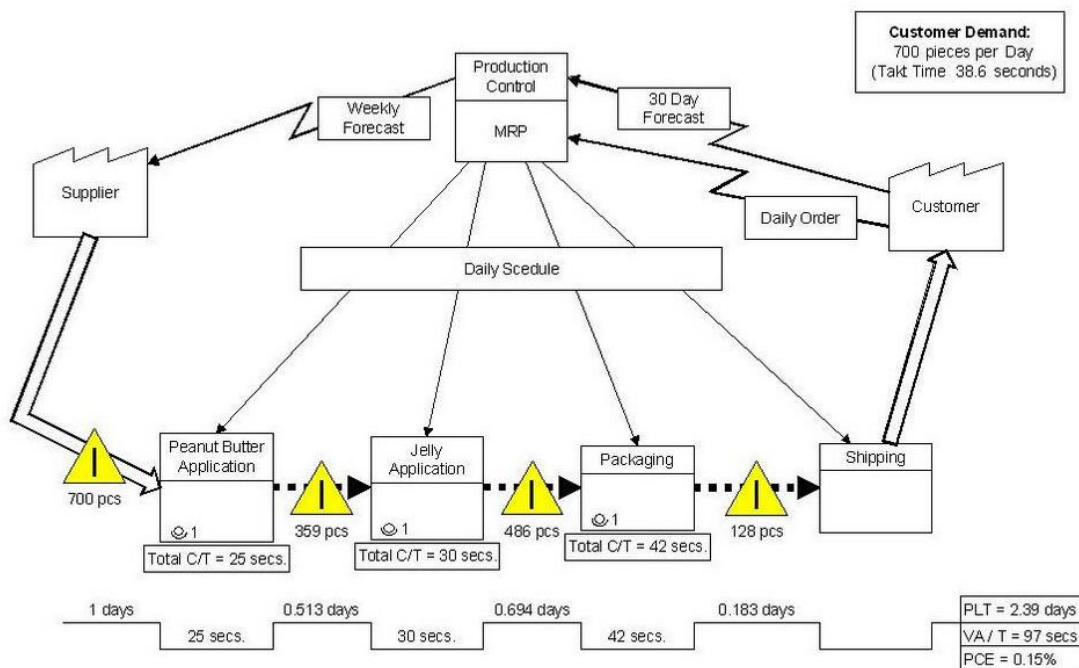 Customer Demand:
700 pieces per Day
(Takt Time 38.6 seconds)
Production
Control
MRP
Weekly
Forecast
30 Day
Forecast
Daily Order
Supplier
Customer
Daily Scedule
Peanut Butter
Application
1
Total C/T = 25 secs.
Jelly
Application
1
Total C/T = 30 secs.
Packaging
1
Total C/T = 42 secs.
Shipping
I
700 pcs
I
359 pcs
I
486 pcs
I
128 pcs
1 days
25 secs.
0.513 days
30 secs.
0.694 days
42 secs.
0.183 days
PLT = 2.39 days
VA / T = 97 secs
PCE = 0.15%